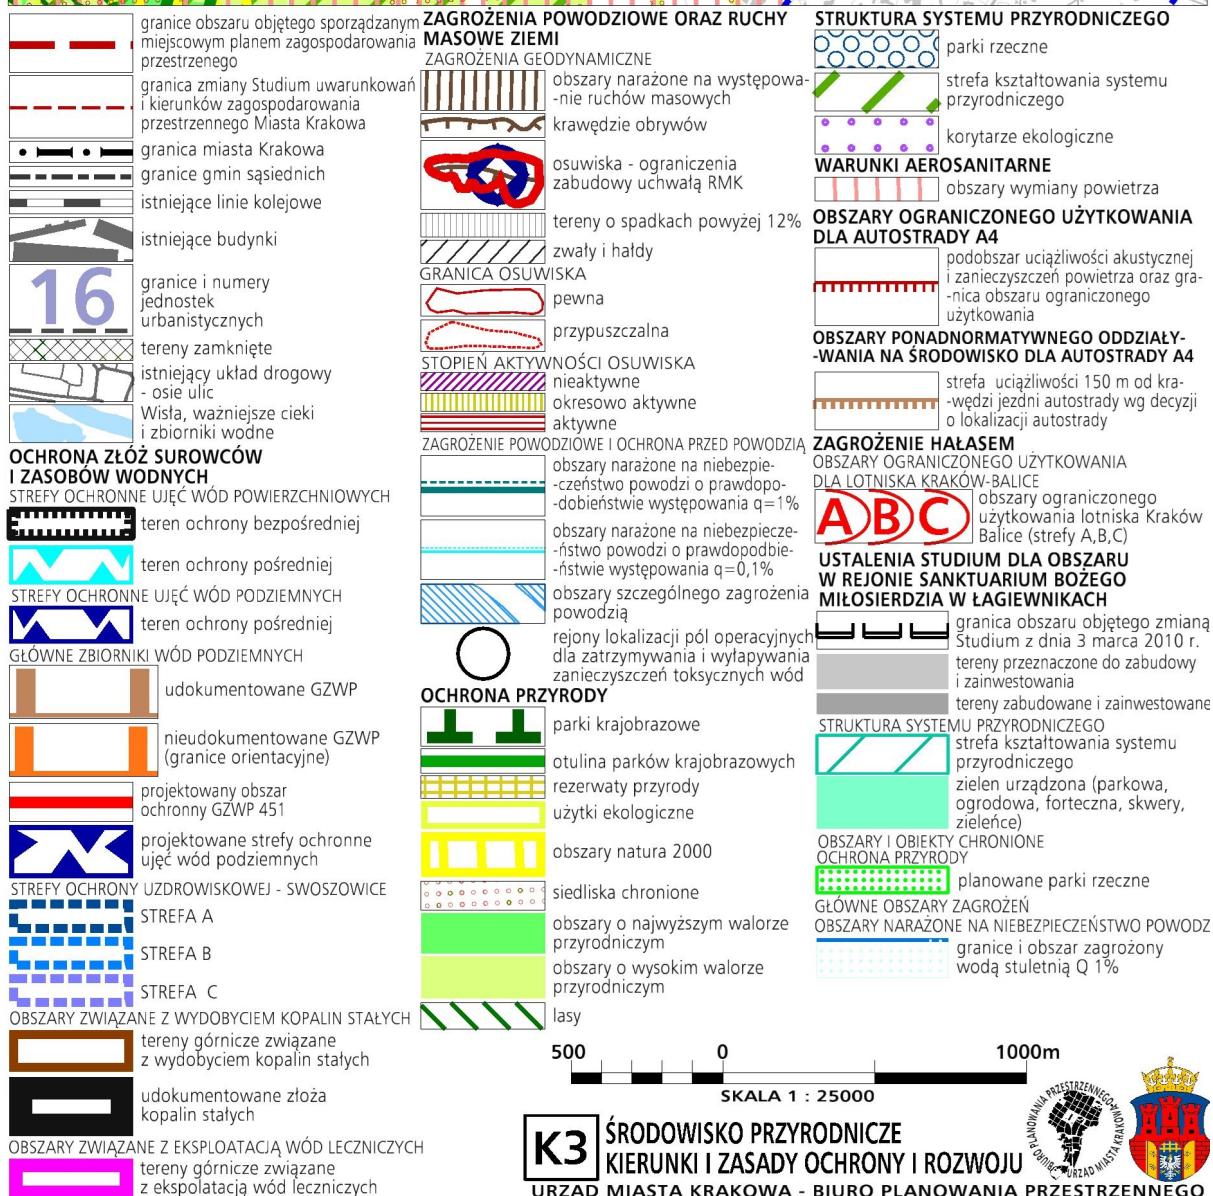 granice obszaru objętego sporządzanym
miejscowym planem zagospodarowania
przestrzenego
granica zmiany Studium uwarunkowań
i kierunków zagospodarowania
przestrzennego Miasta Krakowa
granica miasta Krakowa
granice gmin sąsiednich
istniejące linie kolejowe
istniejące budynki
16
granice i numery
jednostek
urbanistycznych
tereny zamknięte
istniejący układ drogowy
- osie ulic
Wisła, ważniejsze cieki
i zbiorniki wodne
OCHRONA ZŁÓŻ SUROWCÓW
I ZASOBÓW WODNYCH
STREFY OCHRONNE UJĘĆ WÓD POWIERZCHNIOWYCH
teren ochrony bezpośredniej
teren ochrony pośredniej
STREFY OCHRONNE UJĘĆ WÓD PODZIEMNYCH
teren ochrony pośredniej
GŁÓWNE ZBIORNIKI WÓD PODZIEMNYCH
udokumentowane GZWP
nieudokumentowane GZWP
(granice orientacyjne)
projektowany obszar
ochronny GZWP 451
projektowane strefy ochronne
ujęć wód podziemnych
STREFY OCHRONY UZDROWISKOWEJ - SWOSZOWICE
STREFA A
STREFA B
STREFA C
OBSZARY ZWIĄZANE Z WYDOBYCIEM KOPALIN STAŁYCH
tereny górnicze związane
z wydobyciem kopalin stałych
udokumentowane złoża
kopalin stałych
OBSZARY ZWIĄZANE Z EKSPLOATACJĄ WÓD LECZNICZYCH
tereny górnicze związane
z ekspolatacją wód leczniczych
ZAGROŻENIA POWODZIOWE ORAZ RUCHY
MASOWE ZIEMI
ZAGROŻENIA GEODYNAMICZNE
obszary narażone na występowa-
-nie ruchów masowych
krawędzie obrywów
osuwiska - ograniczenia
zabudowy uchwałą RMK
tereny o spadkach powyżej 12%
zwały i hałdy
GRANICA OSUWISKA
pewna
przypuszczalna
STOPIEŃ AKTYWNOŚCI OSUWISKA
nieaktywne
okresowo aktywne
aktywne
ZAGROŻENIE POWODZIOWE I OCHRONA PRZED POWODZIĄ
obszary narażone na niebezpie-
-czeństwo powodzi o prawdopo-
-dobieństwie występowania q=1%
obszary narażone na niebezpiecze-
-ństwo powodzi o prawdopodbie-
-ństwie występowania q=0,1%
obszary szczególnego zagrożenia
powodzią
rejony lokalizacji pól operacyjnych
dla zatrzymywania i wyłapywania
zanieczyszczeń toksycznych wód
OCHRONA PRZYRODY
parki krajobrazowe
otulina parków krajobrazowych
rezerwaty przyrody
użytki ekologiczne
obszary natura 2000
siedliska chronione
obszary o najwyższym walorze
przyrodniczym
obszary o wysokim walorze
przyrodniczym
lasy
STRUKTURA SYSTEMU PRZYRODNICZEGO
parki rzeczne
strefa kształtowania systemu
przyrodniczego
korytarze ekologiczne
WARUNKI AEROSANITARNE
obszary wymiany powietrza
OBSZARY OGRANICZONEGO UŻYTKOWANIA
DLA AUTOSTRADY A4
podobszar uciążliwości akustycznej
i zanieczyszczeń powietrza oraz gra-
-nica obszaru ograniczonego
użytkowania
OBSZARY PONADNORMATYWNEGO ODDZIAŁY-
-WANIA NA ŚRODOWISKO DLA AUTOSTRADY A4
strefa uciążliwości 150 m od kra-
-wędzi jezdni autostrady wg decyzji
o lokalizacji autostrady
ZAGROŻENIE HAŁASEM
OBSZARY OGRANICZONEGO UŻYTKOWANIA
DLA LOTNISKA KRAKÓW-BALICE
A B C
obszary ograniczonego
użytkowania lotniska Kraków
Balice (strefy A,B,C)
USTALENIA STUDIUM DLA OBSZARU
W REJONIE SANKTUARIUM BOŻEGO
MIŁOSIERDZIA W ŁAGIEWNIKACH
granica obszaru objętego zmianą
Studium z dnia 3 marca 2010 r.
tereny przeznaczone do zabudowy
i zainwestowania
tereny zabudowane i zainwestowane
STRUKTURA SYSTEMU PRZYRODNICZEGO
strefa kształtowania systemu
przyrodniczego
zielen urządzona (parkowa,
ogrodowa, forteczna, skwery,
zieleńce)
OBSZARY I OBIEKTY CHRONIONE
OCHRONA PRZYRODY
planowane parki rzeczne
GŁÓWNE OBSZARY ZAGROŻEŃ
OBSZARY NARAŻONE NA NIEBEZPIECZEŃSTWO POWODZ
granice i obszar zagrożony
wodą stuletnią Q 1%
500 0 1000m
SKALA 1 : 25000
K3
ŚRODOWISKO PRZYRODNICZE
KIERUNKI I ZASADY OCHRONY I ROZWOJU
BIURO PLANOWANIA PRZESTRZENNEGO
URZĄD MIASTA KRAKOWA
URZĄD MIASTA KRAKOWA - BIURO PLANOWANIA PRZESTRZENNEGO